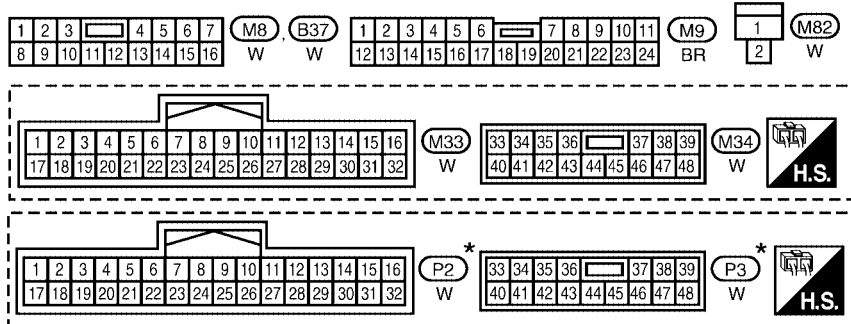 1 2 3 4 5 6 7 M8 , B37 1 2 3 4 5 6 7 8 9 10 11 M9 1 M82
8 9 10 11 12 13 14 15 16 W W 12 13 14 15 16 17 18 19 20 21 22 23 24 BR 2 W
1 2 3 4 5 6 7 8 9 10 11 12 13 14 15 16 M33 33 34 35 36 37 38 39 M34
17 18 19 20 21 22 23 24 25 26 27 28 29 30 31 32 W 40 41 42 43 44 45 46 47 48 W H.S.
1 2 3 4 5 6 7 8 9 10 11 12 13 14 15 16 P2 * 33 34 35 36 37 38 39 P3 *
17 18 19 20 21 22 23 24 25 26 27 28 29 30 31 32 W 40 41 42 43 44 45 46 47 48 W H.S.